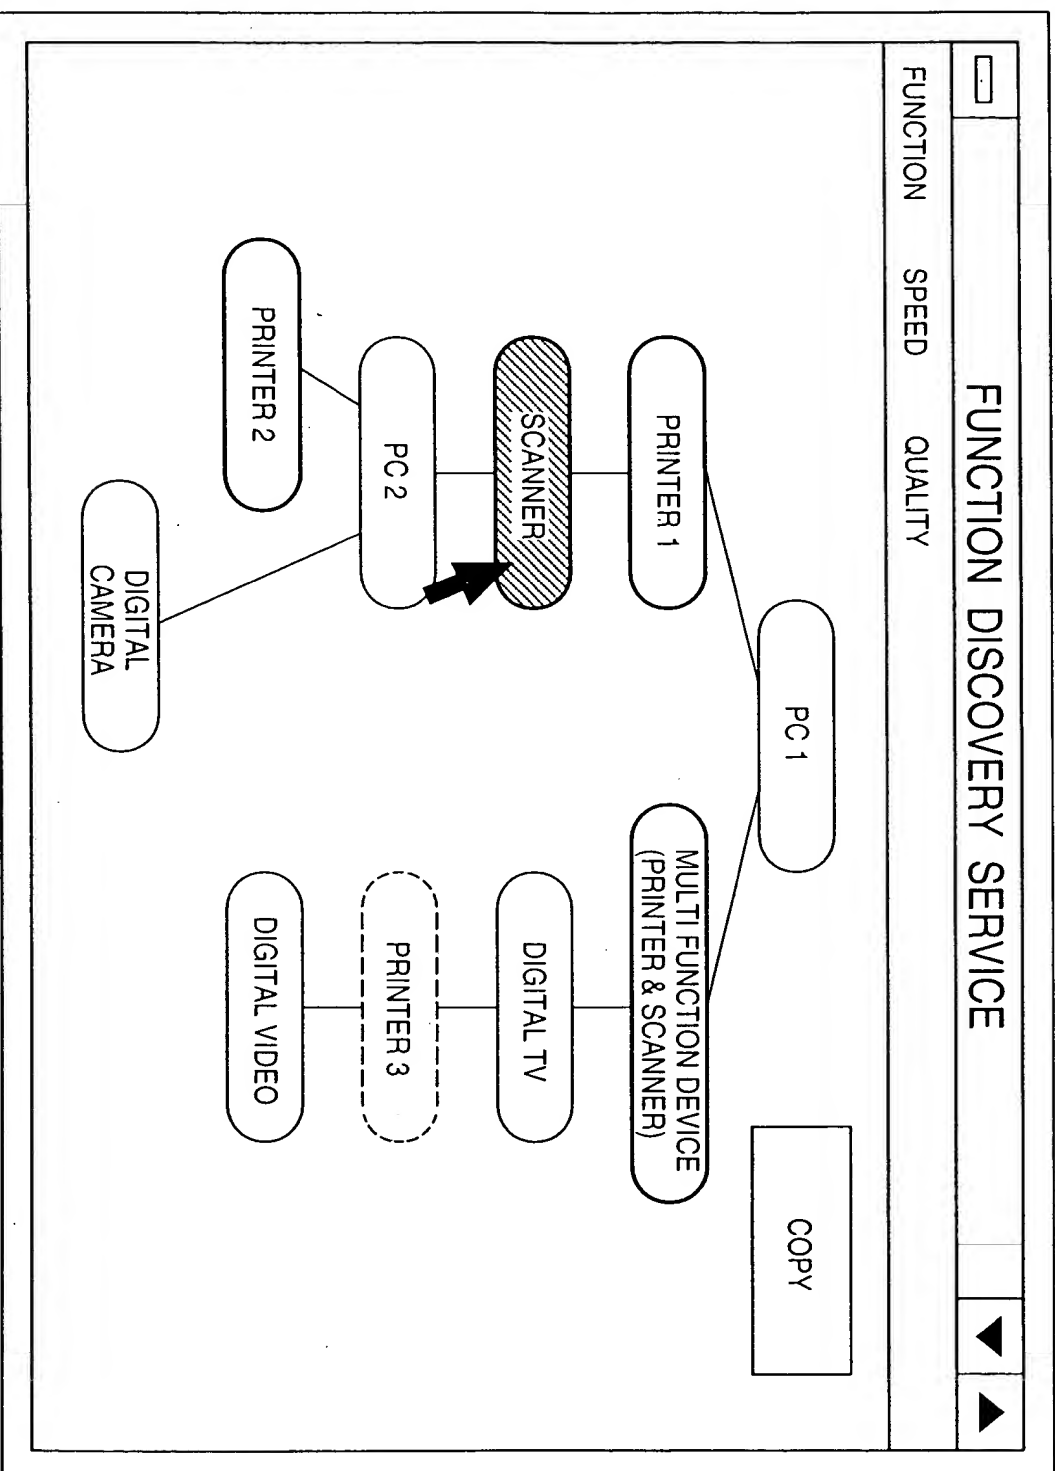 FUNCTION DISCOVERY SERVICE
FUNCTION SPEED QUALITY
COPY
PC 1
PRINTER 1
MULTI FUNCTION DEVICE
(PRINTER & SCANNER)
SCANNER
DIGITAL TV
PC 2
PRINTER 3
PRINTER 2
DIGITAL VIDEO
DIGITAL
CAMERA